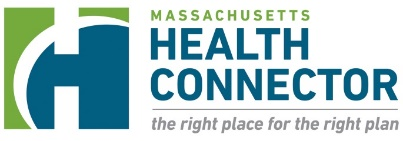 MASSACHUSETTS
HEALTH
CONNECTOR
the right place for the right plan